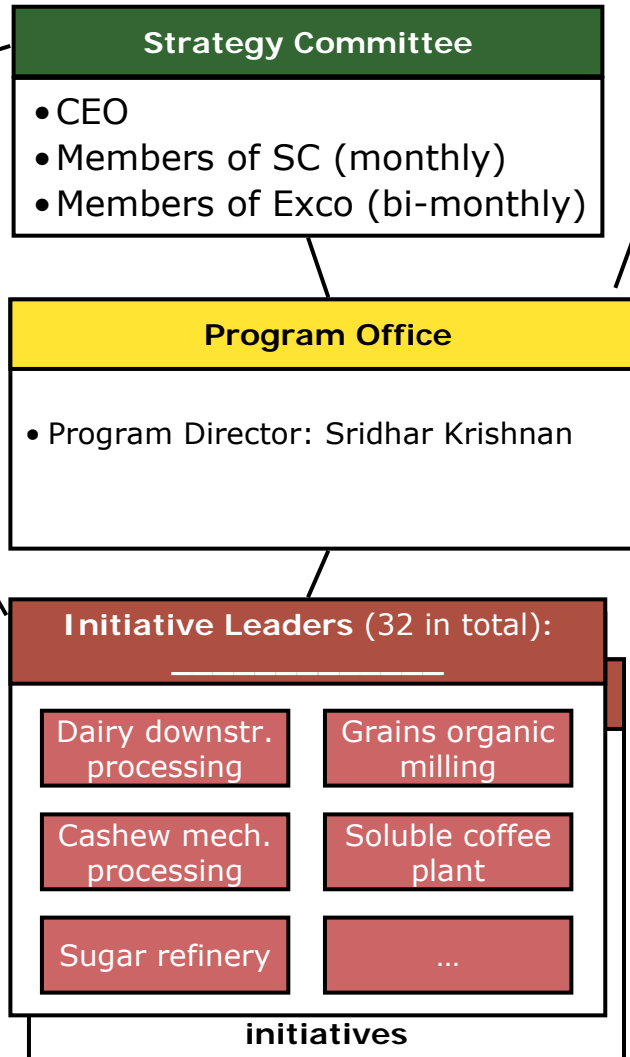 Strategy Committee
• CEO
• Members of SC (monthly)
• Members of Exco (bi-monthly)
Program Office
• Program Director: Sridhar Krishnan
Initiative Leaders (32 in total):
_______________
Dairy downstr.
processing
Grains organic
milling
Cashew mech.
processing
Soluble coffee
plant
Sugar refinery
…
initiatives